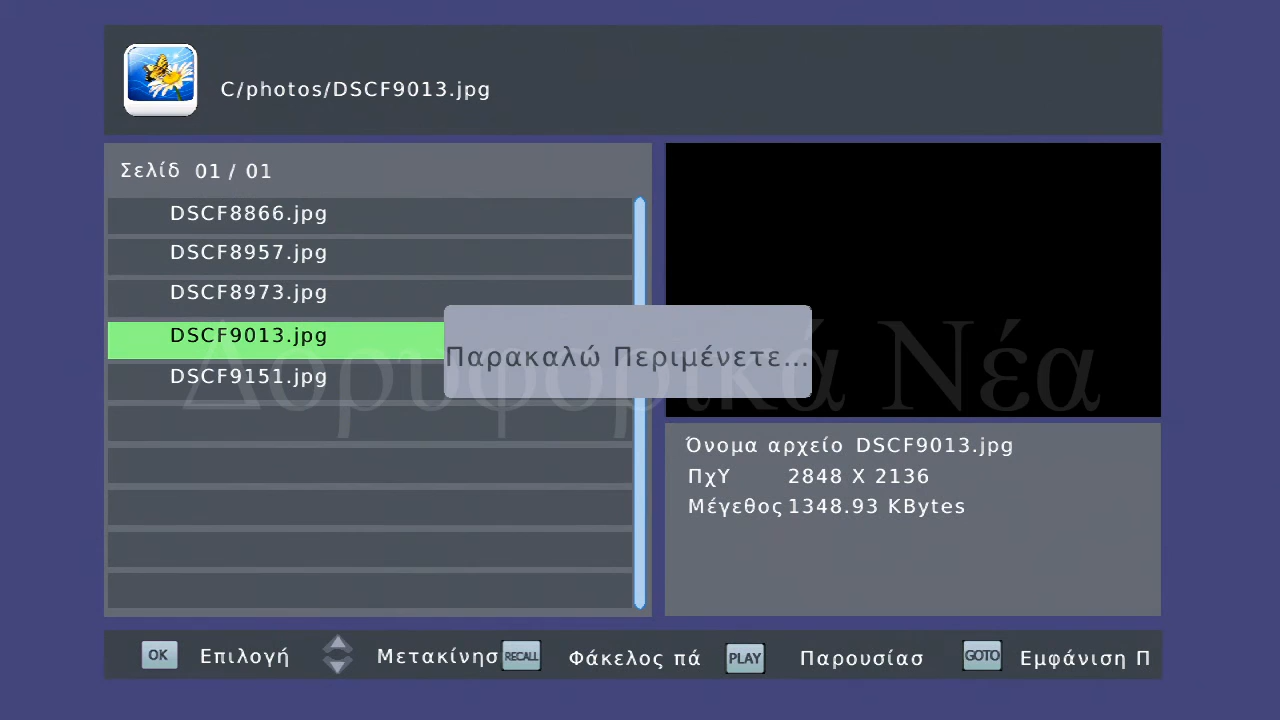 C/photos/DSCF9013.jpg
Σελίδ 01 / 01
DSCF8866.jpg
DSCF8957.jpg
DSCF8973.jpg
DSCF9013.jpg
DSCF9151.jpg
Παρακαλώ Περιμένετε...
Δορυφορικά Νέα
Όνομα αρχείο DSCF9013.jpg
ΠχΥ 2848 X 2136
Μέγεθος 1348.93 KBytes
OK Επιλογή Μετακίνησ RECALL Φάκελος πά PLAY Παρουσίας GOTO Εμφάνιση Π